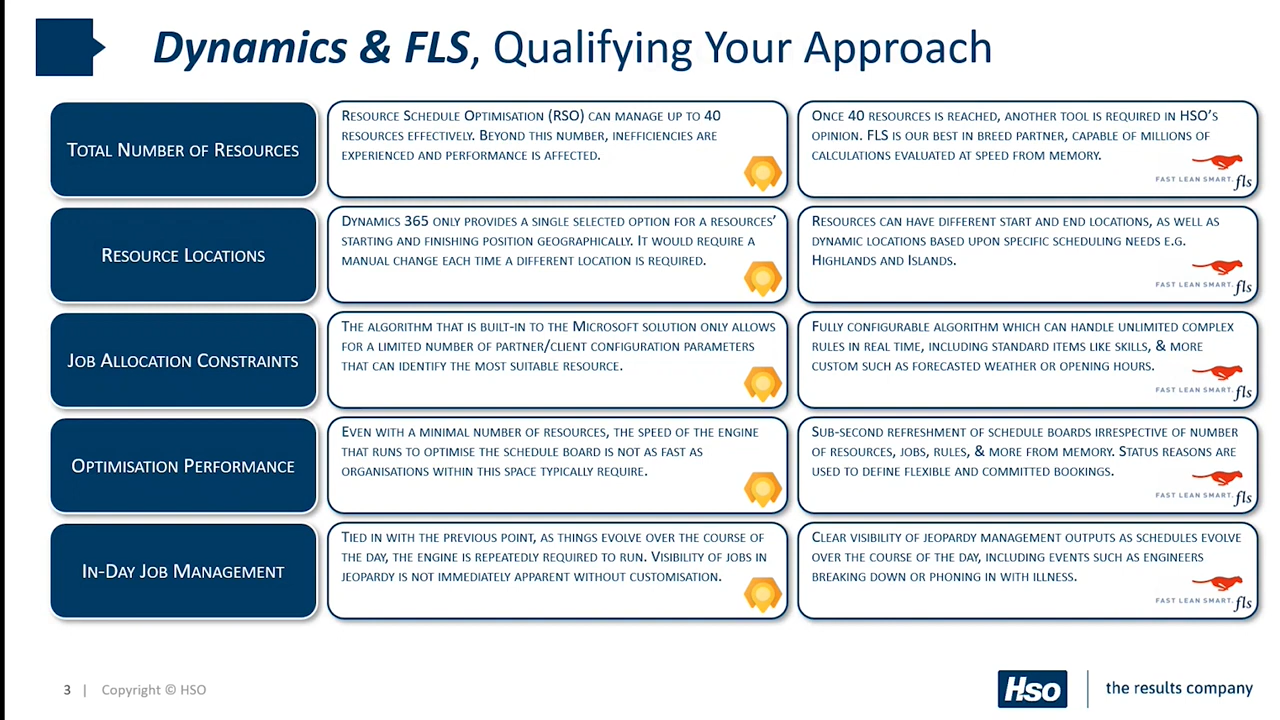 Dynamics & FLS, Qualifying Your Approach
Total Number of Resources
Resource Schedule Optimisation (RSO) can manage up to 40
resources effectively. Beyond this number, inefficiencies are
experienced and performance is affected.
Once 40 resources is reached, another tool is required in HSO's
opinion. FLS is our best in breed partner, capable of millions of
calculations evaluated at speed from memory.
FAST LEAN SMART. fls
Resource Locations
Dynamics 365 only provides a single selected option for a resources'
starting and finishing position geographically. It would require a
manual change each time a different location is required.
Resources can have different start and end locations, as well as
dynamic locations based upon specific scheduling needs e.g.
Highlands and Islands.
FAST LEAN SMART. fls
Job Allocation Constraints
The algorithm that is built-in to the Microsoft solution only allows
for a limited number of partner/client configuration parameters
that can identify the most suitable resource.
Fully configurable algorithm which can handle unlimited complex
rules in real time, including standard items like skills, & more
custom such as forecasted weather or opening hours.
FAST LEAN SMART. fls
Optimisation Performance
Even with a minimal number of resources, the speed of the engine
that runs to optimise the schedule board is not as fast as
organisations within this space typically require.
Sub-second refreshment of schedule boards irrespective of number
of resources, jobs, rules, & more from memory. Status reasons are
used to define flexible and committed bookings.
FAST LEAN SMART. fls
In-Day Job Management
Tied in with the previous point, as things evolve over the course of
the day, the engine is repeatedly required to run. Visibility of jobs in
jeopardy is not immediately apparent without customisation.
Clear visibility of jeopardy management outputs as schedules evolve
over the course of the day, including events such as engineers
breaking down or phoning in with illness.
FAST LEAN SMART. fls
3 | Copyright © HSO
Hso | the results company